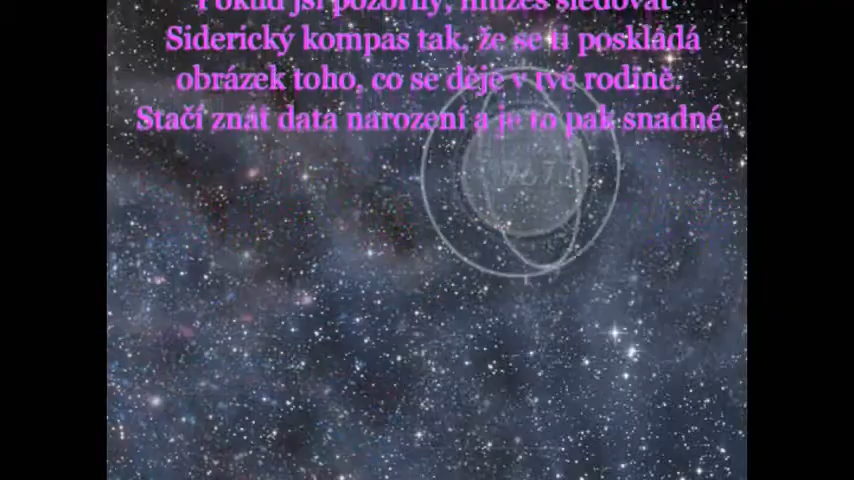 Pokud jsi pozorný, můžeš sledovat
Siderický kompas tak, že se ti poskládá
obrázek toho, co se děje v tvé rodině.
Stačí znát data narození a je to pak snadné